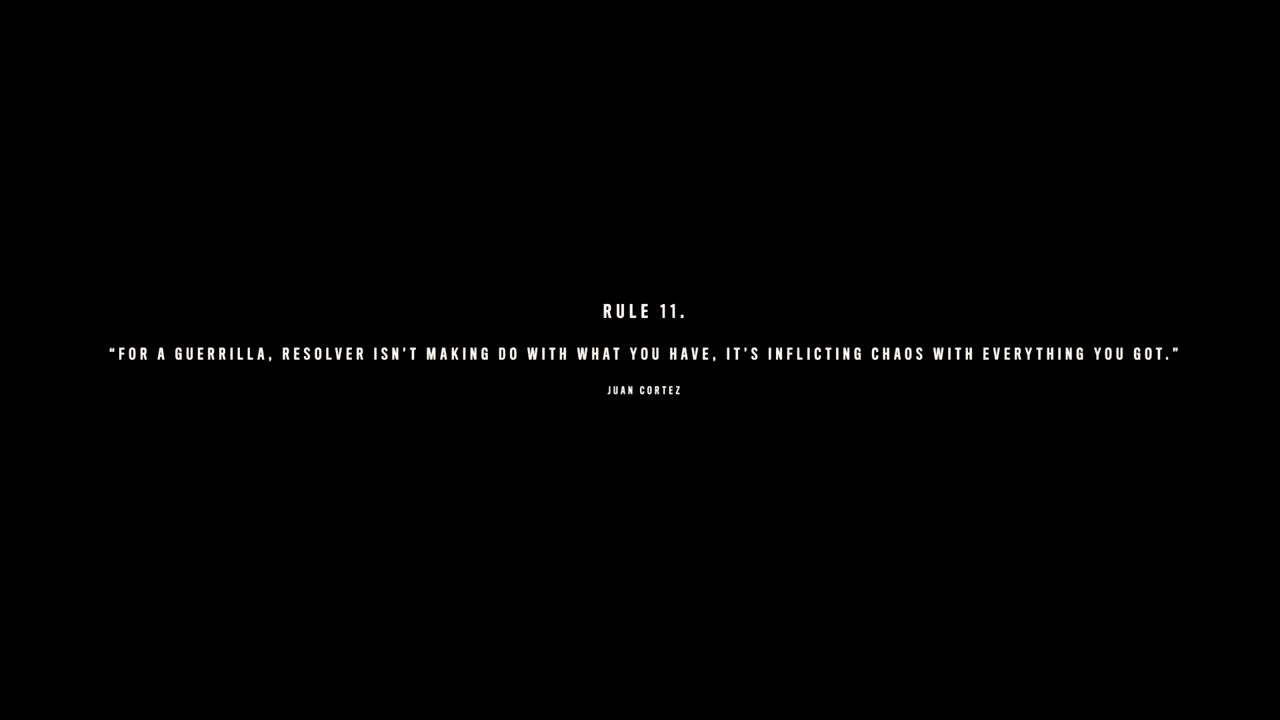 RULE 11.
“FOR A GUERRILLA, RESOLVER ISN’T MAKING DO WITH WHAT YOU HAVE, IT’S INFLICTING CHAOS WITH EVERYTHING YOU GOT.”
JUAN CORTEZ